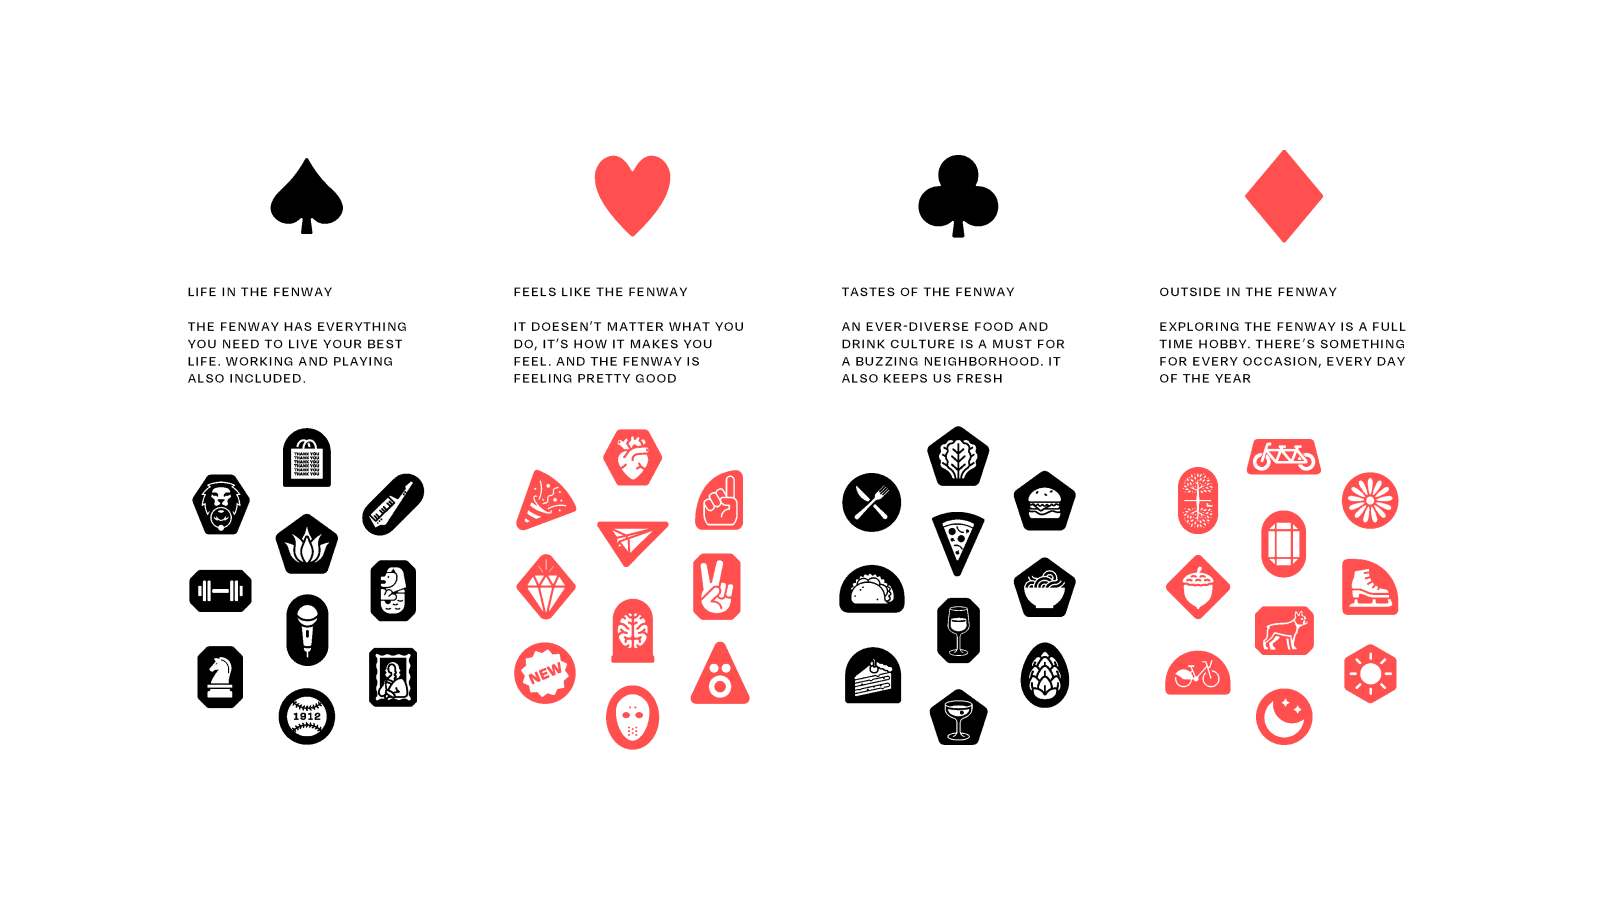 LIFE IN THE FENWAY
THE FENWAY HAS EVERYTHING
YOU NEED TO LIVE YOUR BEST
LIFE. WORKING AND PLAYING
ALSO INCLUDED.
THANK YOU
THANK YOU
THANK YOU
THANK YOU
THANK YOU
THANK YOU
1912
FEELS LIKE THE FENWAY
IT DOESEN’T MATTER WHAT YOU
DO, IT’S HOW IT MAKES YOU
FEEL. AND THE FENWAY IS
FEELING PRETTY GOOD
NEW
TASTES OF THE FENWAY
AN EVER-DIVERSE FOOD AND
DRINK CULTURE IS A MUST FOR
A BUZZING NEIGHBORHOOD. IT
ALSO KEEPS US FRESH
OUTSIDE IN THE FENWAY
EXPLORING THE FENWAY IS A FULL
TIME HOBBY. THERE’S SOMETHING
FOR EVERY OCCASION, EVERY DAY
OF THE YEAR